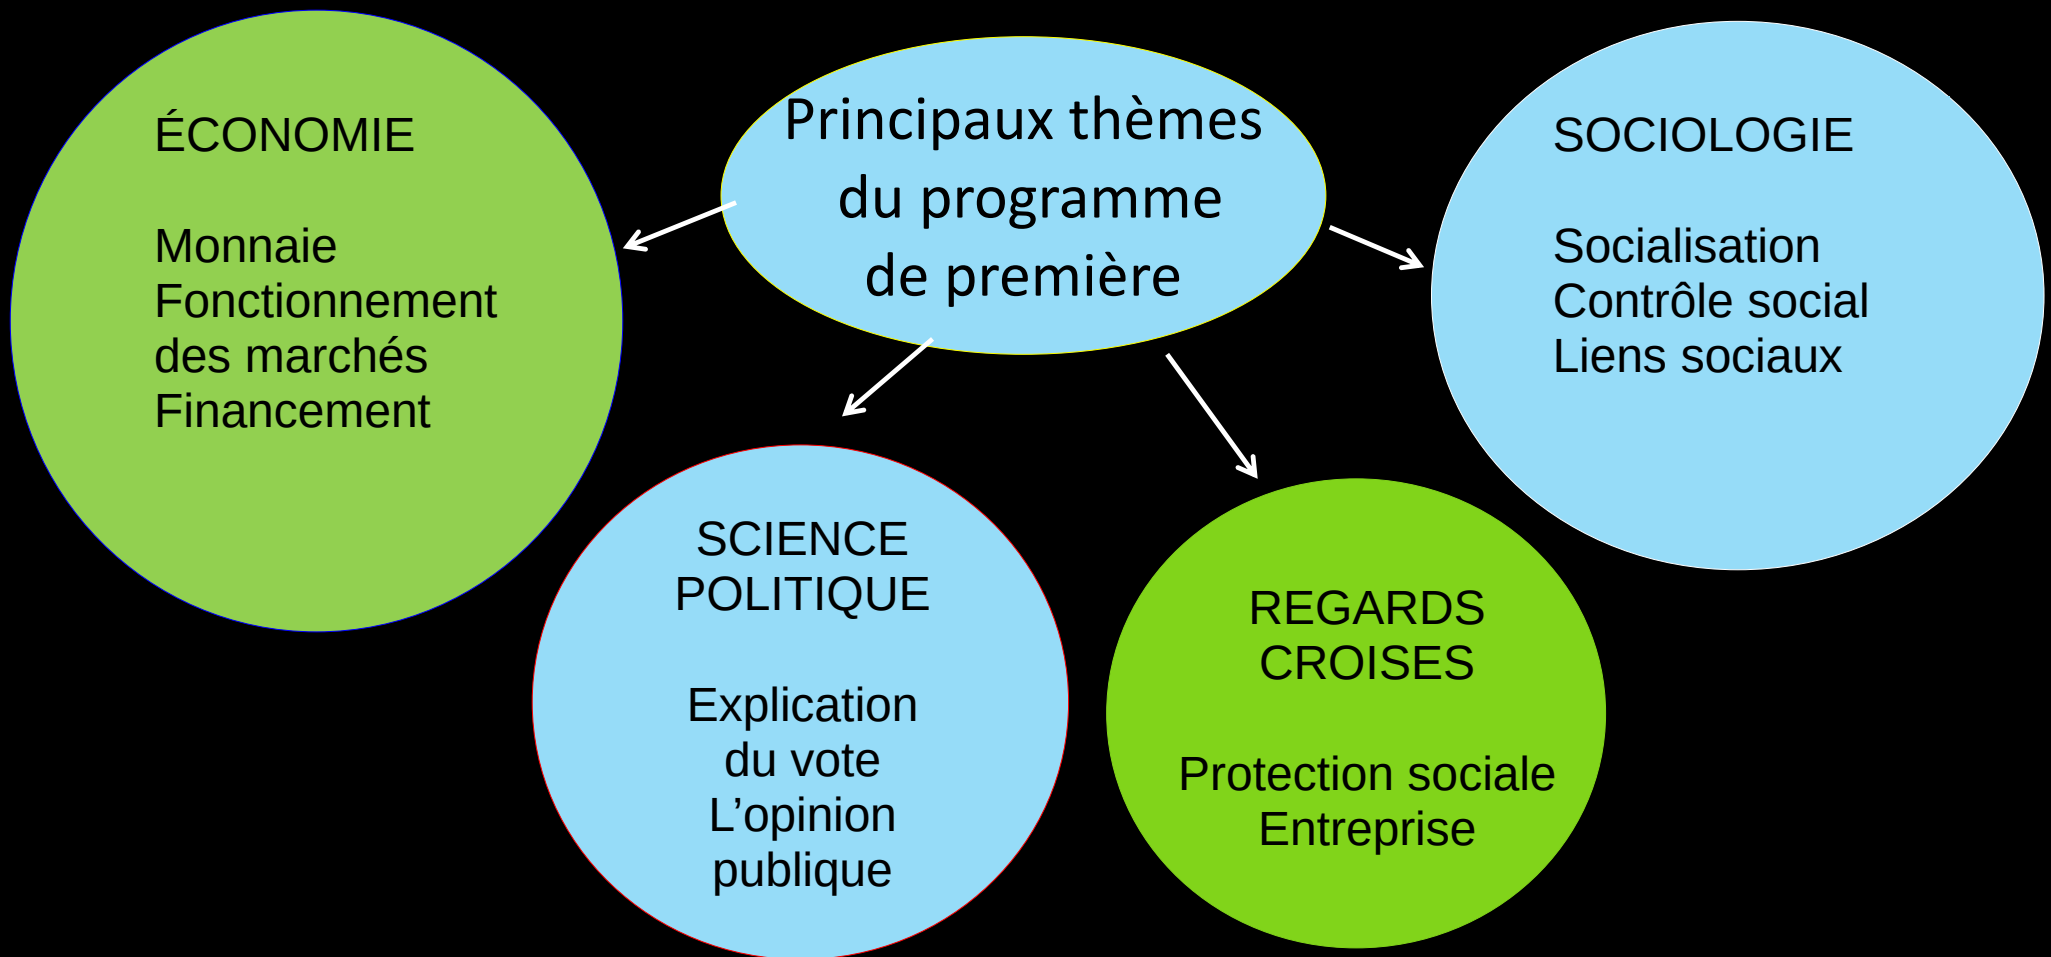 Principaux thèmes
du programme
de première
ÉCONOMIE
Monnaie
Fonctionnement
des marchés
Financement
SCIENCE
POLITIQUE
Explication
du vote
L’opinion
publique
REGARDS
CROISES
Protection sociale
Entreprise
SOCIOLOGIE
Socialisation
Contrôle social
Liens sociaux